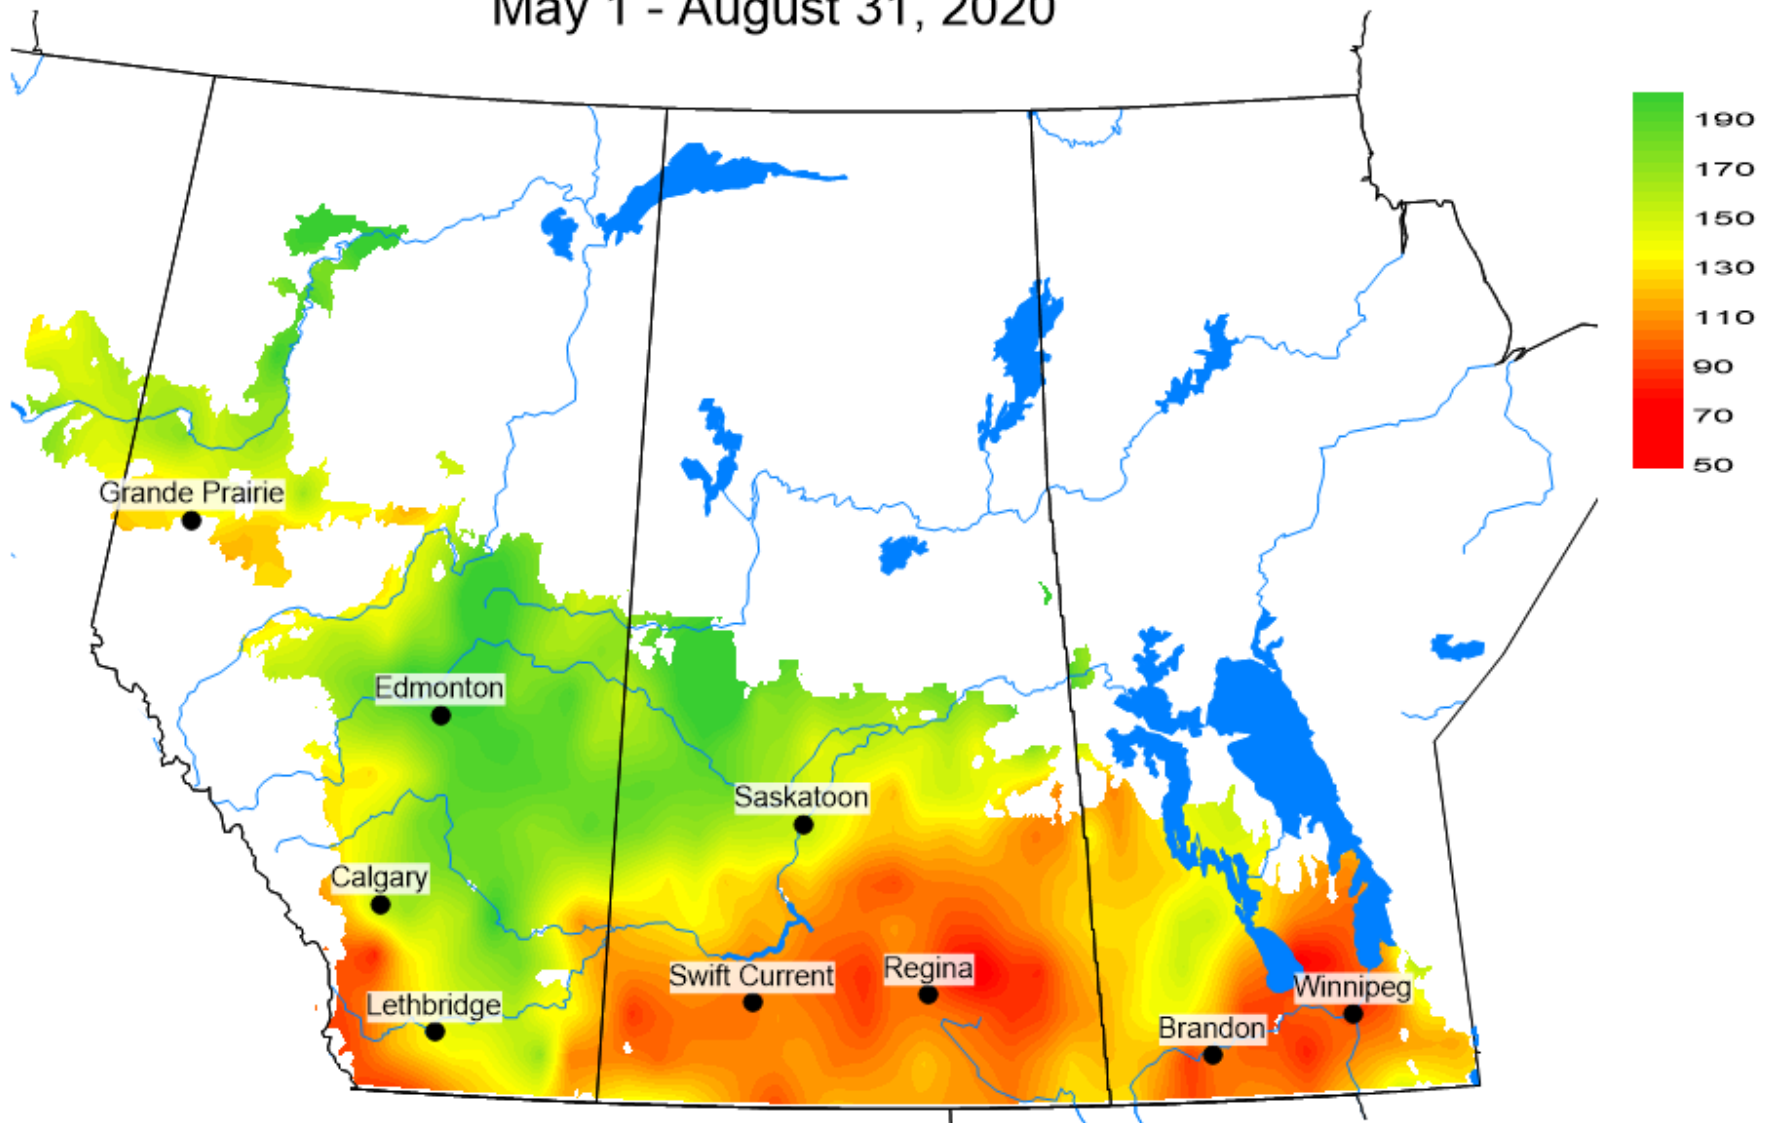 May 1 - August 31, 2020
190
170
150
130
110
90
70
50
Grande Prairie
Edmonton
Saskatoon
Calgary
Swift Current
Regina
Winnipeg
Lethbridge
Brandon